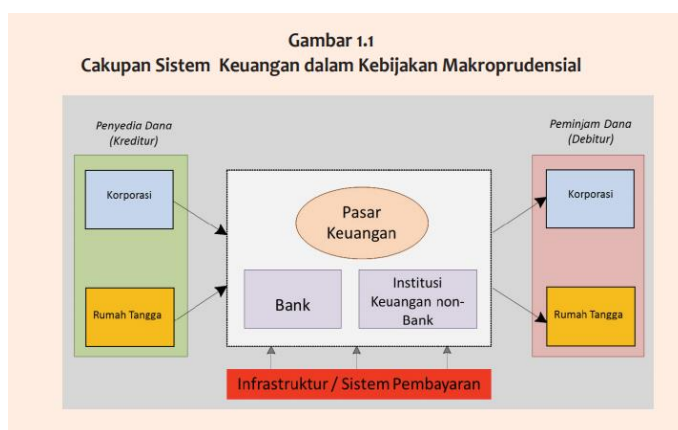 Gambar 1.1
Cakupan Sistem Keuangan dalam Kebijakan Makroprudensial
Penyedia Dana
(Kreditur)
Korporasi
Rumah Tangga
Pasar
Keuangan
Bank
Institusi
Keuangan non-
Bank
Infrastruktur / Sistem Pembayaran
Peminjam Dana
(Debitur)
Korporasi
Rumah Tangga